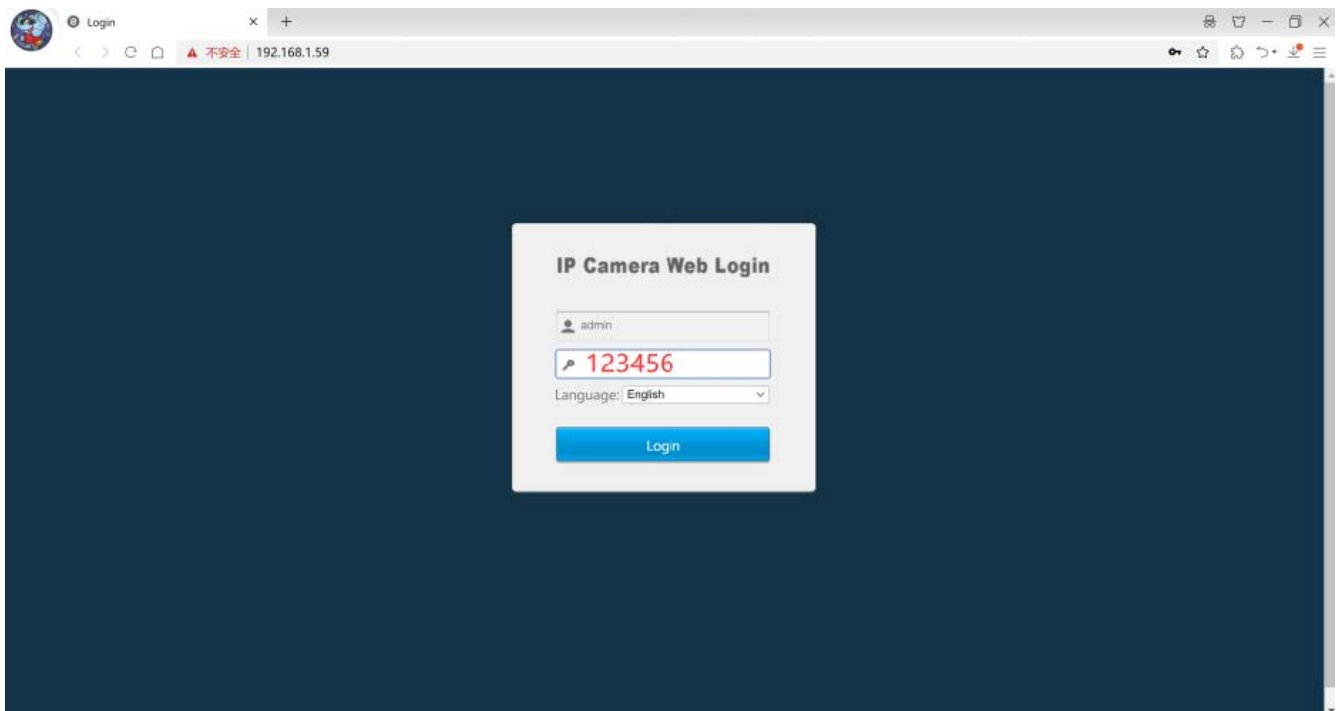 Login
不安全 192.168.1.59
IP Camera Web Login
admin
123456
Language: English
Login